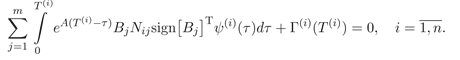 $$\sum_{j=1}^{m} \int_{0}^{T^{(i)}} e^{A(T^{(i)}-\tau)} B_j N_{ij} \text{sign}\left[B_j\right]^{\mathrm{T}} \psi^{(i)}(\tau) d\tau + \Gamma^{(i)}(T^{(i)}) = 0, \quad i = \overline{1,n}.$$